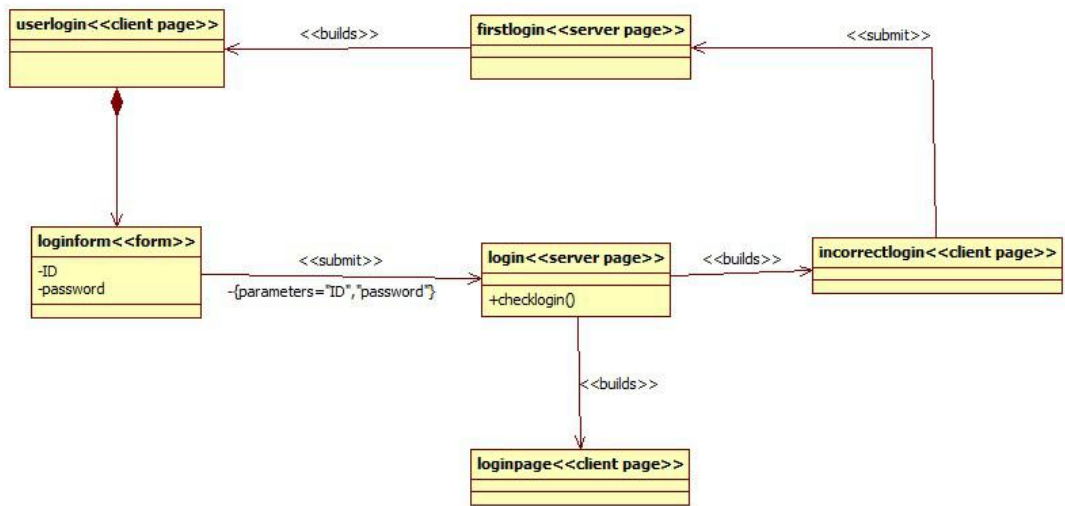 userlogin<<client page>>
<<builds>>
firstlogin<<server page>>
<<submit>>
loginform<<form>>
-ID
-password
<<submit>>
-{parameters="ID","password"}
login<<server page>>
+checklogin()
<<builds>>
incorrectlogin<<client page>>
<<builds>>
loginpage<<client page>>